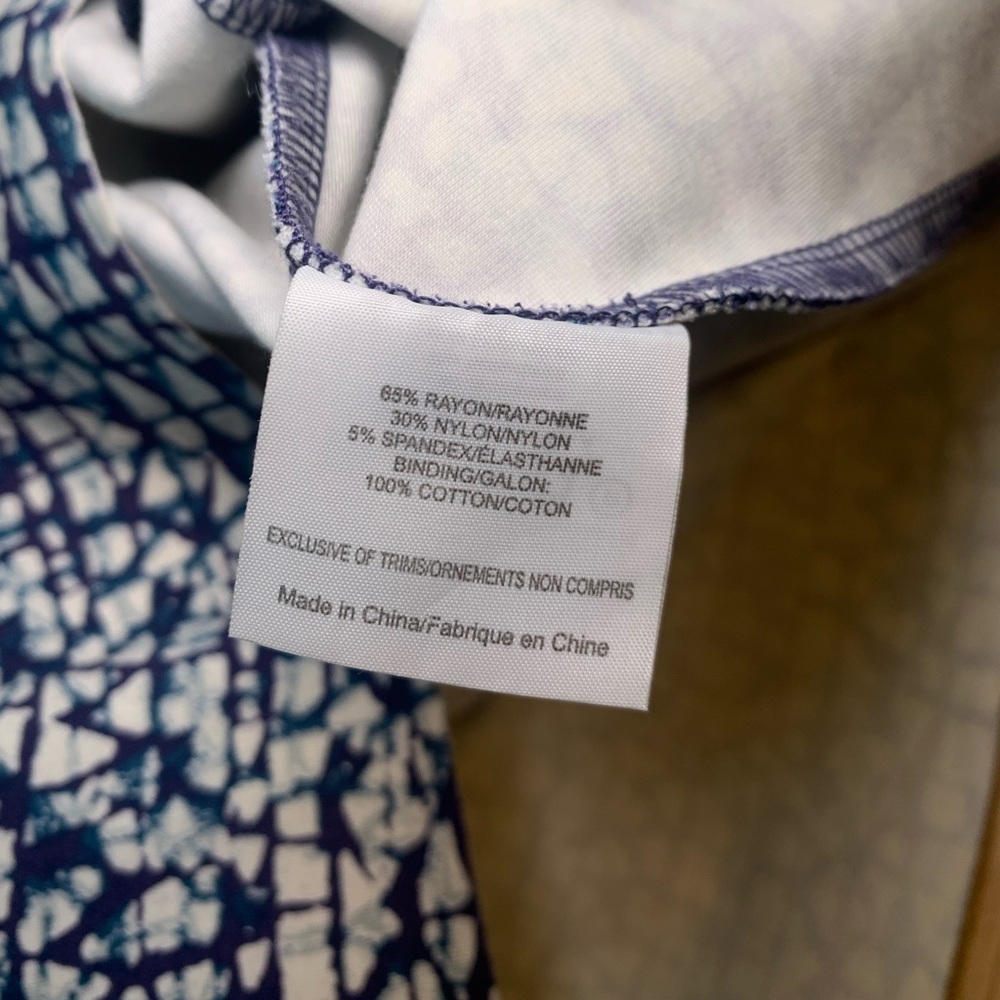 65% RAYON/RAYONNE
30% NYLON/NYLON
5% SPANDEX/ÉLASTHANNE
BINDING/GALON:
100% COTTON/COTON
EXCLUSIVE OF TRIMS/ORNEMENTS NON COMPRIS
Made in China/Fabrique en Chine